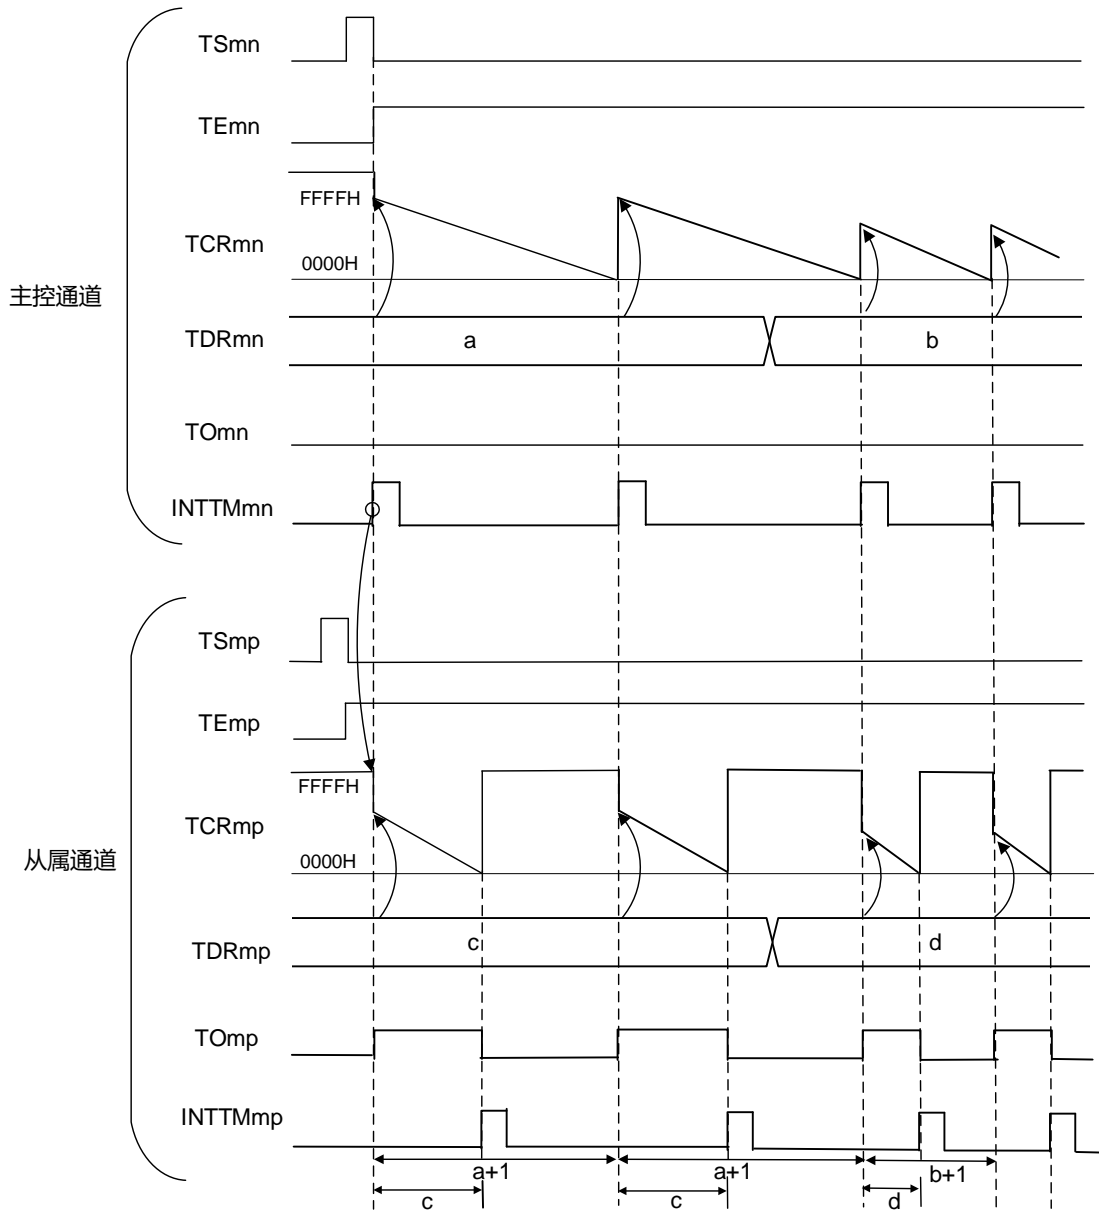 TSmn
TEmn
FFFFH
TCRmn
0000H
主控通道
TDRmn
a
b
TOmn
INTTMmn
TSmp
TEmp
FFFFH
TCRmp
0000H
从属通道
TDRmp
c
d
TOmp
INTTMmp
a+1
a+1
b+1
c
c
d